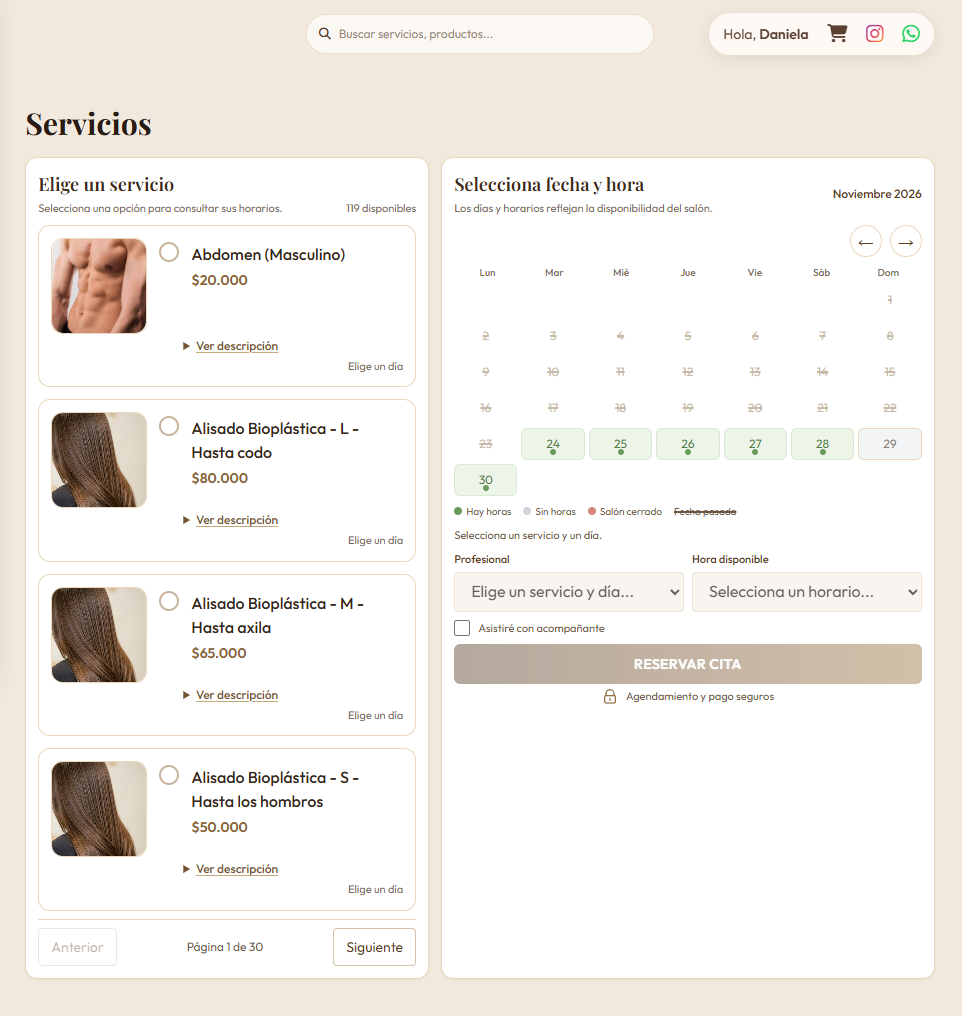 Buscar servicios, productos...
Hola, Daniela
Servicios
Elige un servicio
Selecciona una opción para consultar sus horarios.
119 disponibles
Abdomen (Masculino)
$20.000
Ver descripción
Elige un día
Alisado Bioplástica - L -
Hasta codo
$80.000
Ver descripción
Elige un día
Alisado Bioplástica - M -
Hasta axila
$65.000
Ver descripción
Elige un día
Alisado Bioplástica - S -
Hasta los hombros
$50.000
Ver descripción
Elige un día
Anterior
Página 1 de 30
Siguiente
Selecciona fecha y hora
Los días y horarios reflejan la disponibilidad del salón.
Noviembre 2026
← →
Lun Mar Mié Jue Vie Sáb Dom
1
2 3 4 5 6 7 8
9 10 11 12 13 14 15
16 17 18 19 20 21 22
23 24 25 26 27 28 29
30
Hay horas Sin horas Salón cerrado Fecha pasada
Selecciona un servicio y un día.
Profesional Hora disponible
Elige un servicio y día... Selecciona un horario...
Asistiré con acompañante
RESERVAR CITA
Agendamiento y pago seguros